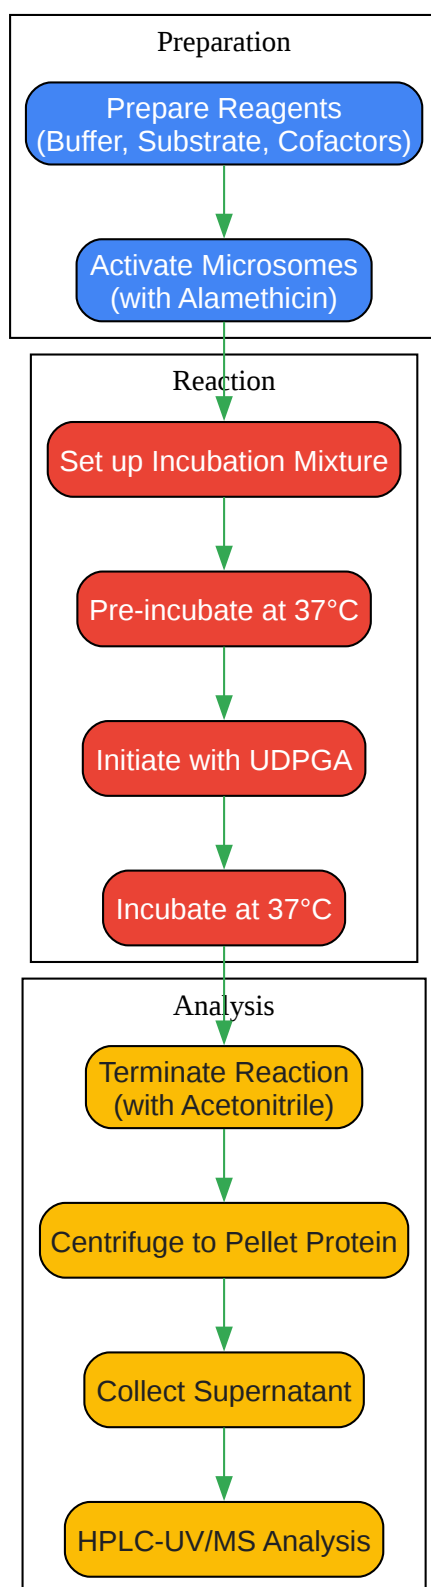 Preparation
Prepare Reagents
(Buffer, Substrate, Cofactors)
Activate Microsomes
(with Alamethicin)
Reaction
Set up Incubation Mixture
Pre-incubate at 37°C
Initiate with UDPGA
Incubate at 37°C
Analysis
Terminate Reaction
(with Acetonitrile)
Centrifuge to Pellet Protein
Collect Supernatant
HPLC-UV/MS Analysis